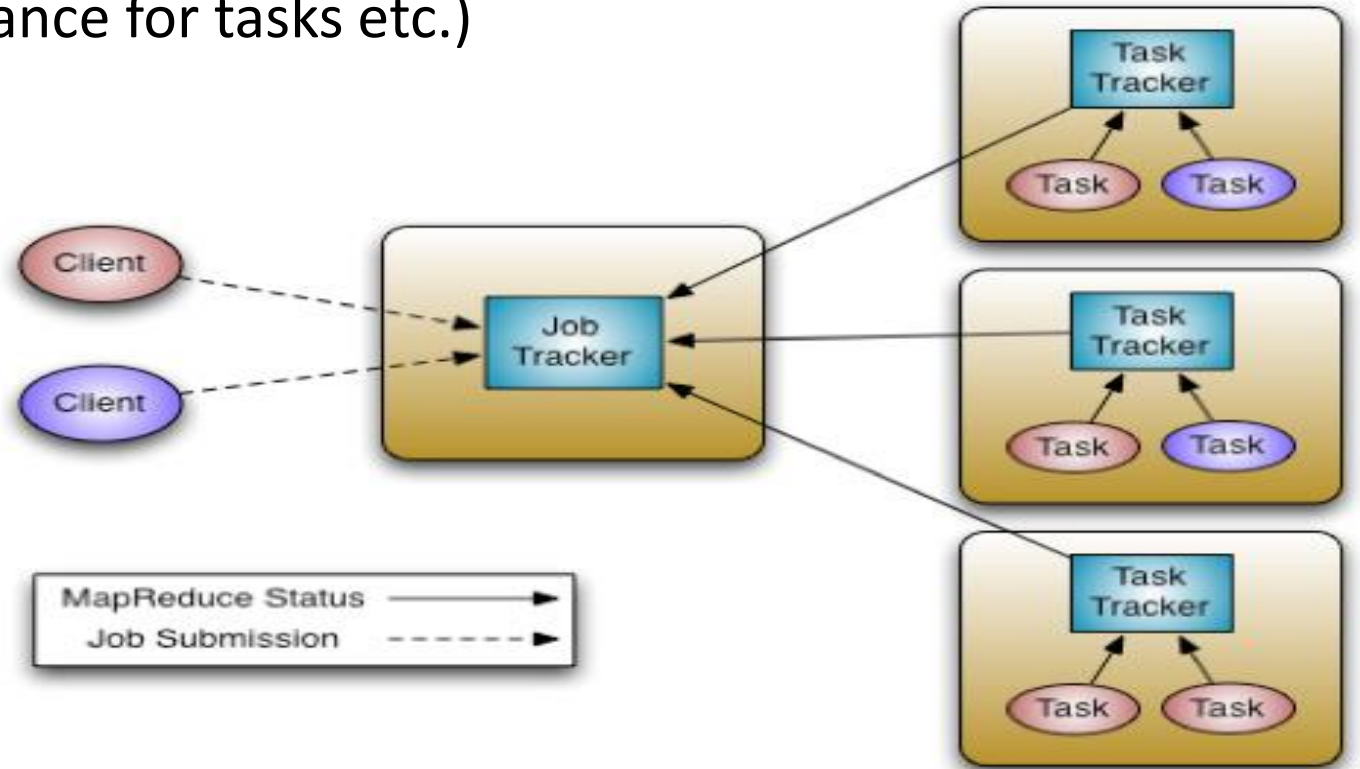 ance for tasks etc.)
Task
Tracker
Task Task
Client
Job
Tracker
Task
Tracker
Client
Task Task
MapReduce Status
Job Submission
Task
Tracker
Task Task